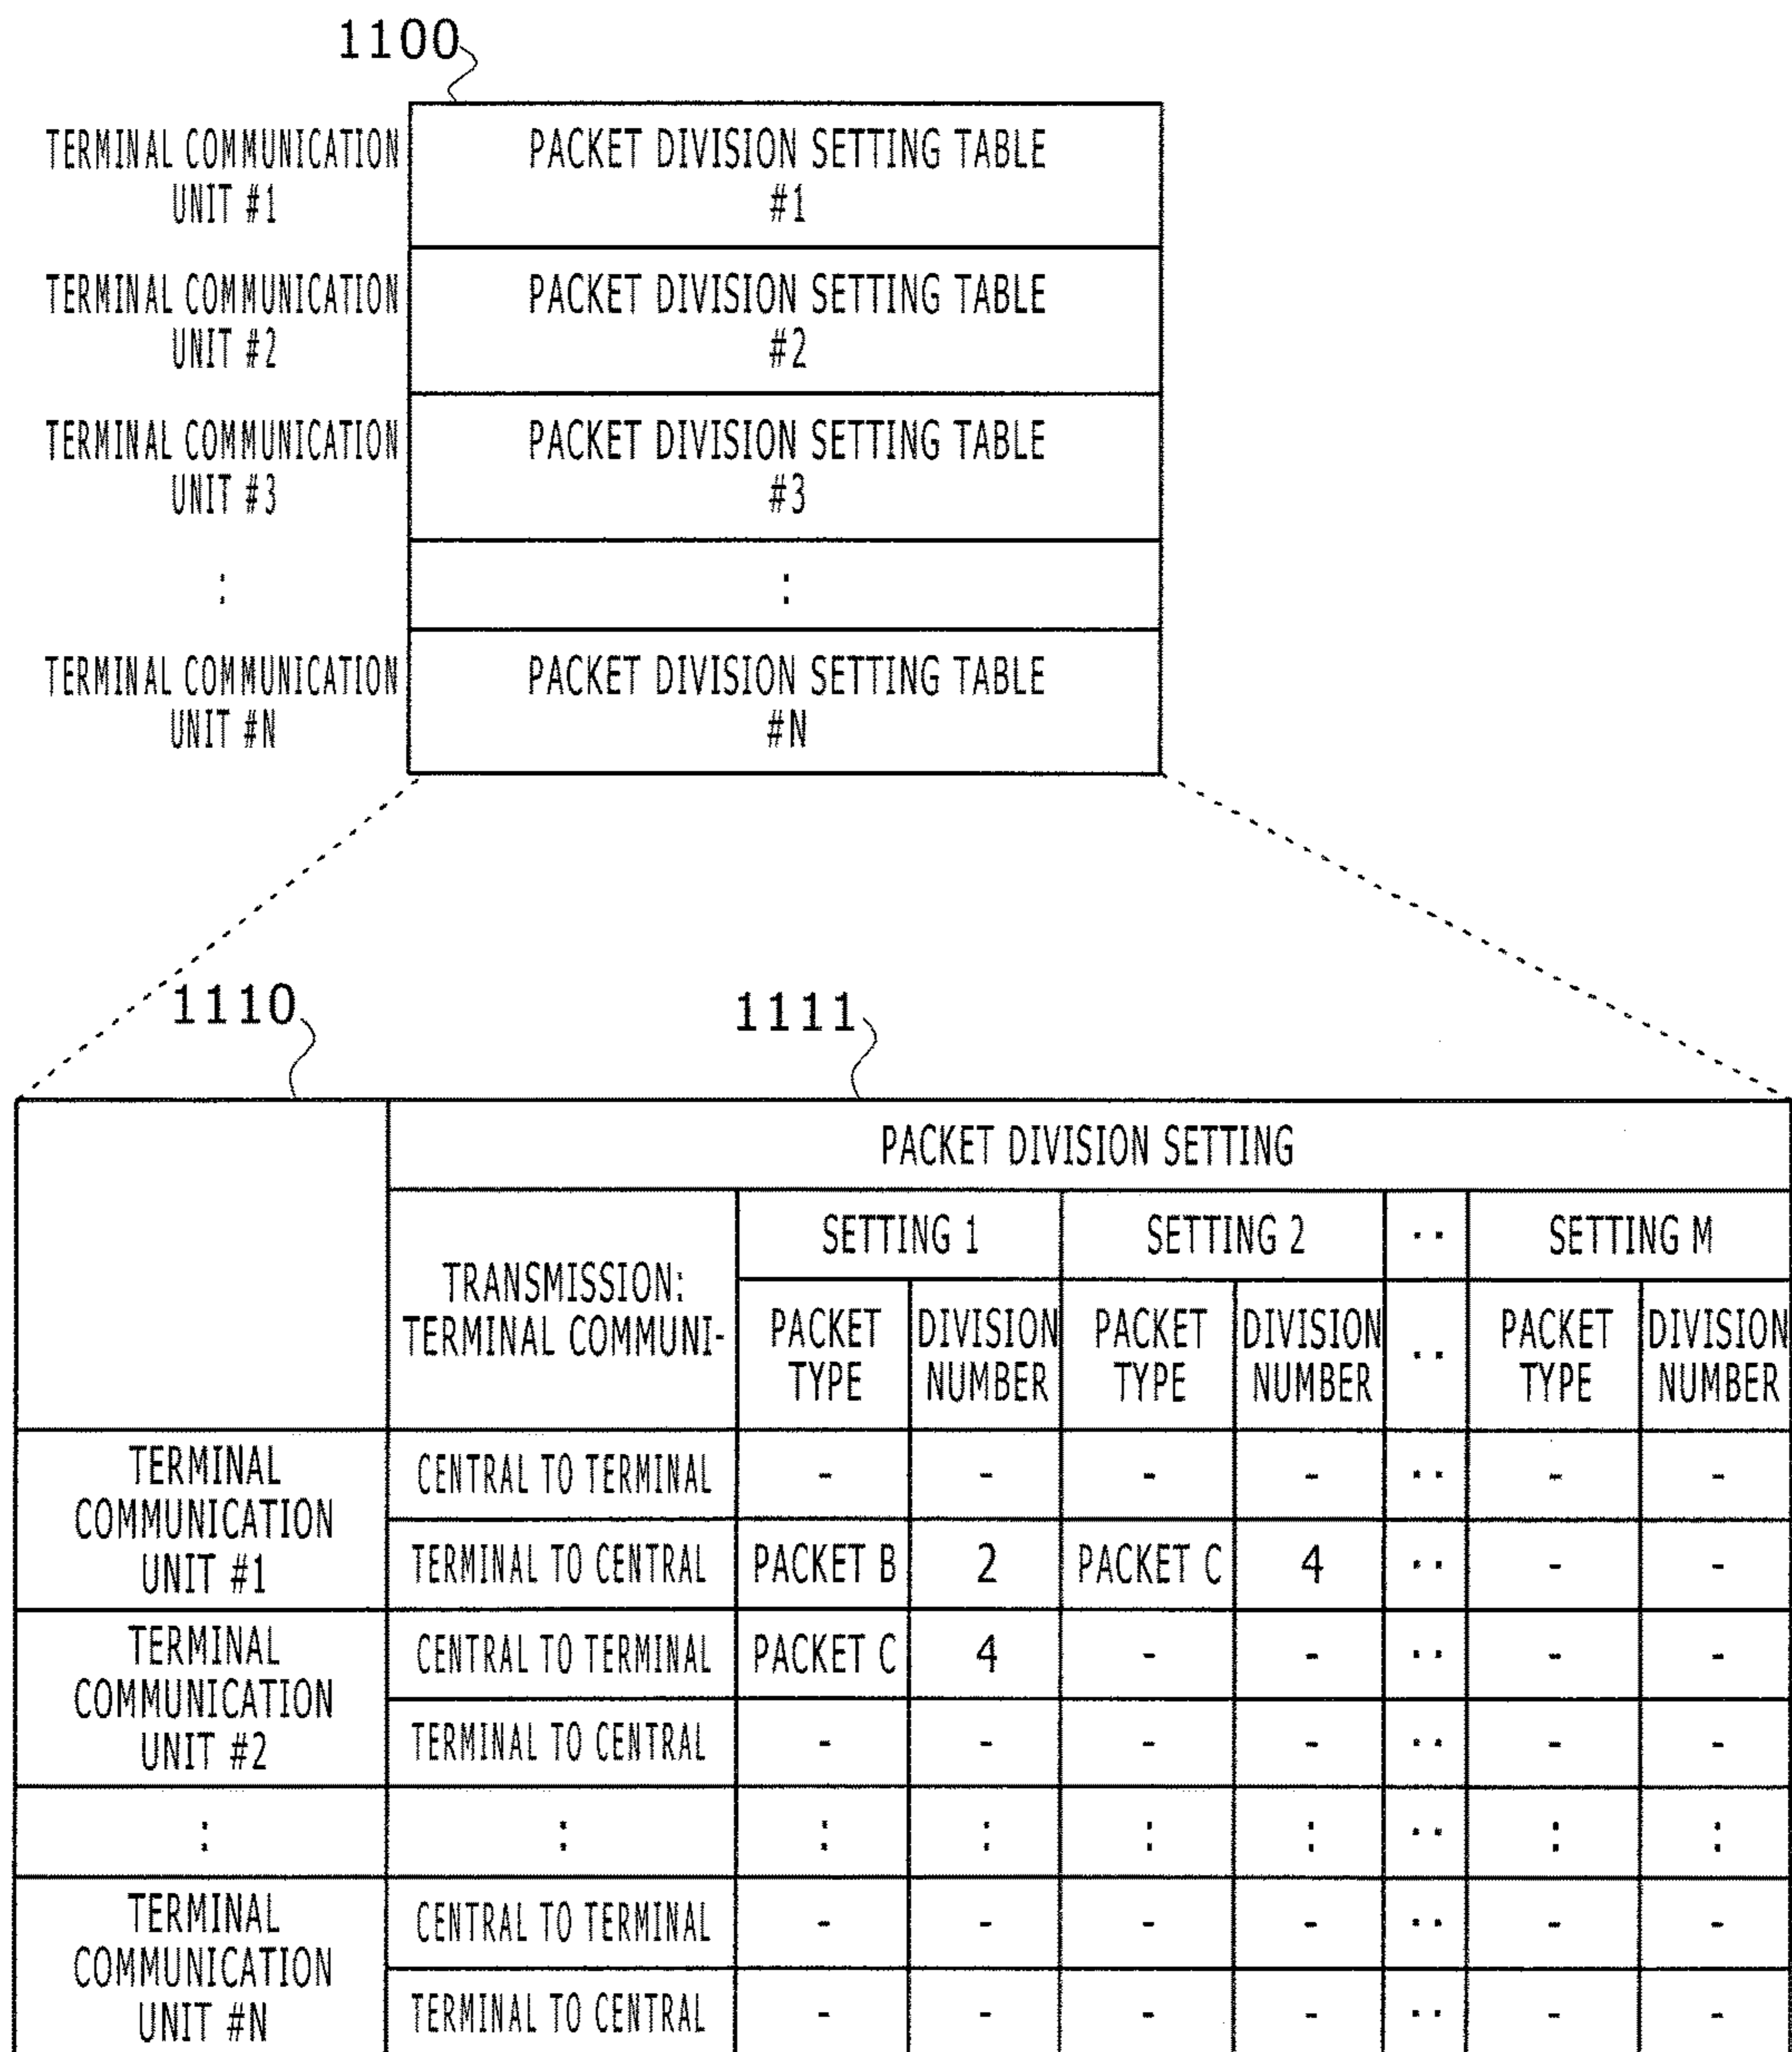 1100
TERMINAL COMMUNICATION
UNIT #1
PACKET DIVISION SETTING TABLE
#1
TERMINAL COMMUNICATION
UNIT #2
PACKET DIVISION SETTING TABLE
#2
TERMINAL COMMUNICATION
UNIT #3
PACKET DIVISION SETTING TABLE
#3
: :
TERMINAL COMMUNICATION
UNIT #N
PACKET DIVISION SETTING TABLE
#N
1110 1111
PACKET DIVISION SETTING
TRANSMISSION:
TERMINAL COMMUNI-
SETTING 1 SETTING 2 .. SETTING M
PACKET
TYPE
DIVISION
NUMBER
PACKET
TYPE
DIVISION
NUMBER
..
PACKET
TYPE
DIVISION
NUMBER
TERMINAL
COMMUNICATION
UNIT #1
CENTRAL TO TERMINAL - - - - .. - -
TERMINAL TO CENTRAL PACKET B 2 PACKET C 4 .. - -
TERMINAL
COMMUNICATION
UNIT #2
CENTRAL TO TERMINAL PACKET C 4 - - .. - -
TERMINAL TO CENTRAL - - - - .. - -
: : : : : : .. : :
TERMINAL
COMMUNICATION
UNIT #N
CENTRAL TO TERMINAL - - - - .. - -
TERMINAL TO CENTRAL - - - - .. - -